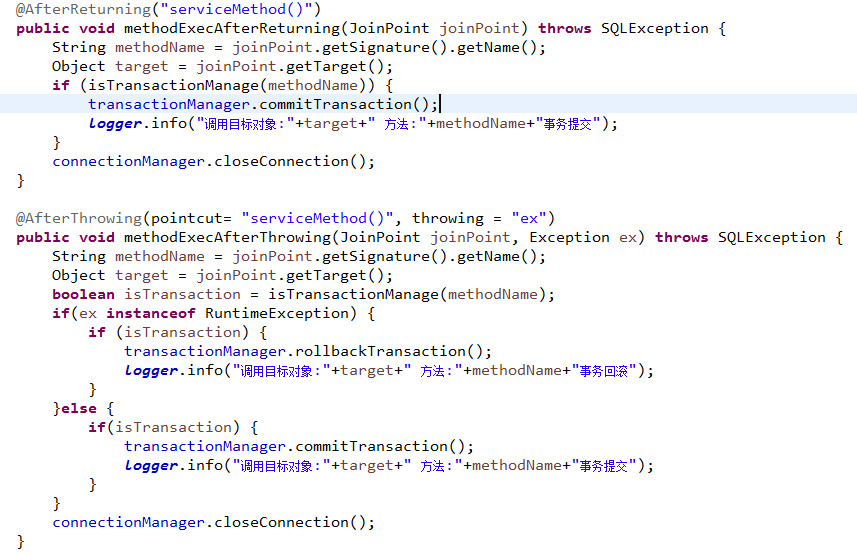 @AfterReturning("serviceMethod()")
public void methodExecAfterReturning(JoinPoint joinPoint) throws SQLException {
    String methodName = joinPoint.getSignature().getName();
    Object target = joinPoint.getTarget();
    if (isTransactionManage(methodName)) {
        transactionManager.commitTransaction();
        logger.info("调用目标对象:"+target+" 方法:"+methodName+"事务提交");
    }
    connectionManager.closeConnection();
}
@AfterThrowing(pointcut= "serviceMethod()", throwing = "ex")
public void methodExecAfterThrowing(JoinPoint joinPoint, Exception ex) throws SQLException {
    String methodName = joinPoint.getSignature().getName();
    Object target = joinPoint.getTarget();
    boolean isTransaction = isTransactionManage(methodName);
    if(ex instanceof RuntimeException) {
        if (isTransaction) {
            transactionManager.rollbackTransaction();
            logger.info("调用目标对象:"+target+" 方法:"+methodName+"事务回滚");
        }
    }else {
        if(isTransaction) {
            transactionManager.commitTransaction();
            logger.info("调用目标对象:"+target+" 方法:"+methodName+"事务提交");
        }
    }
    connectionManager.closeConnection();
}